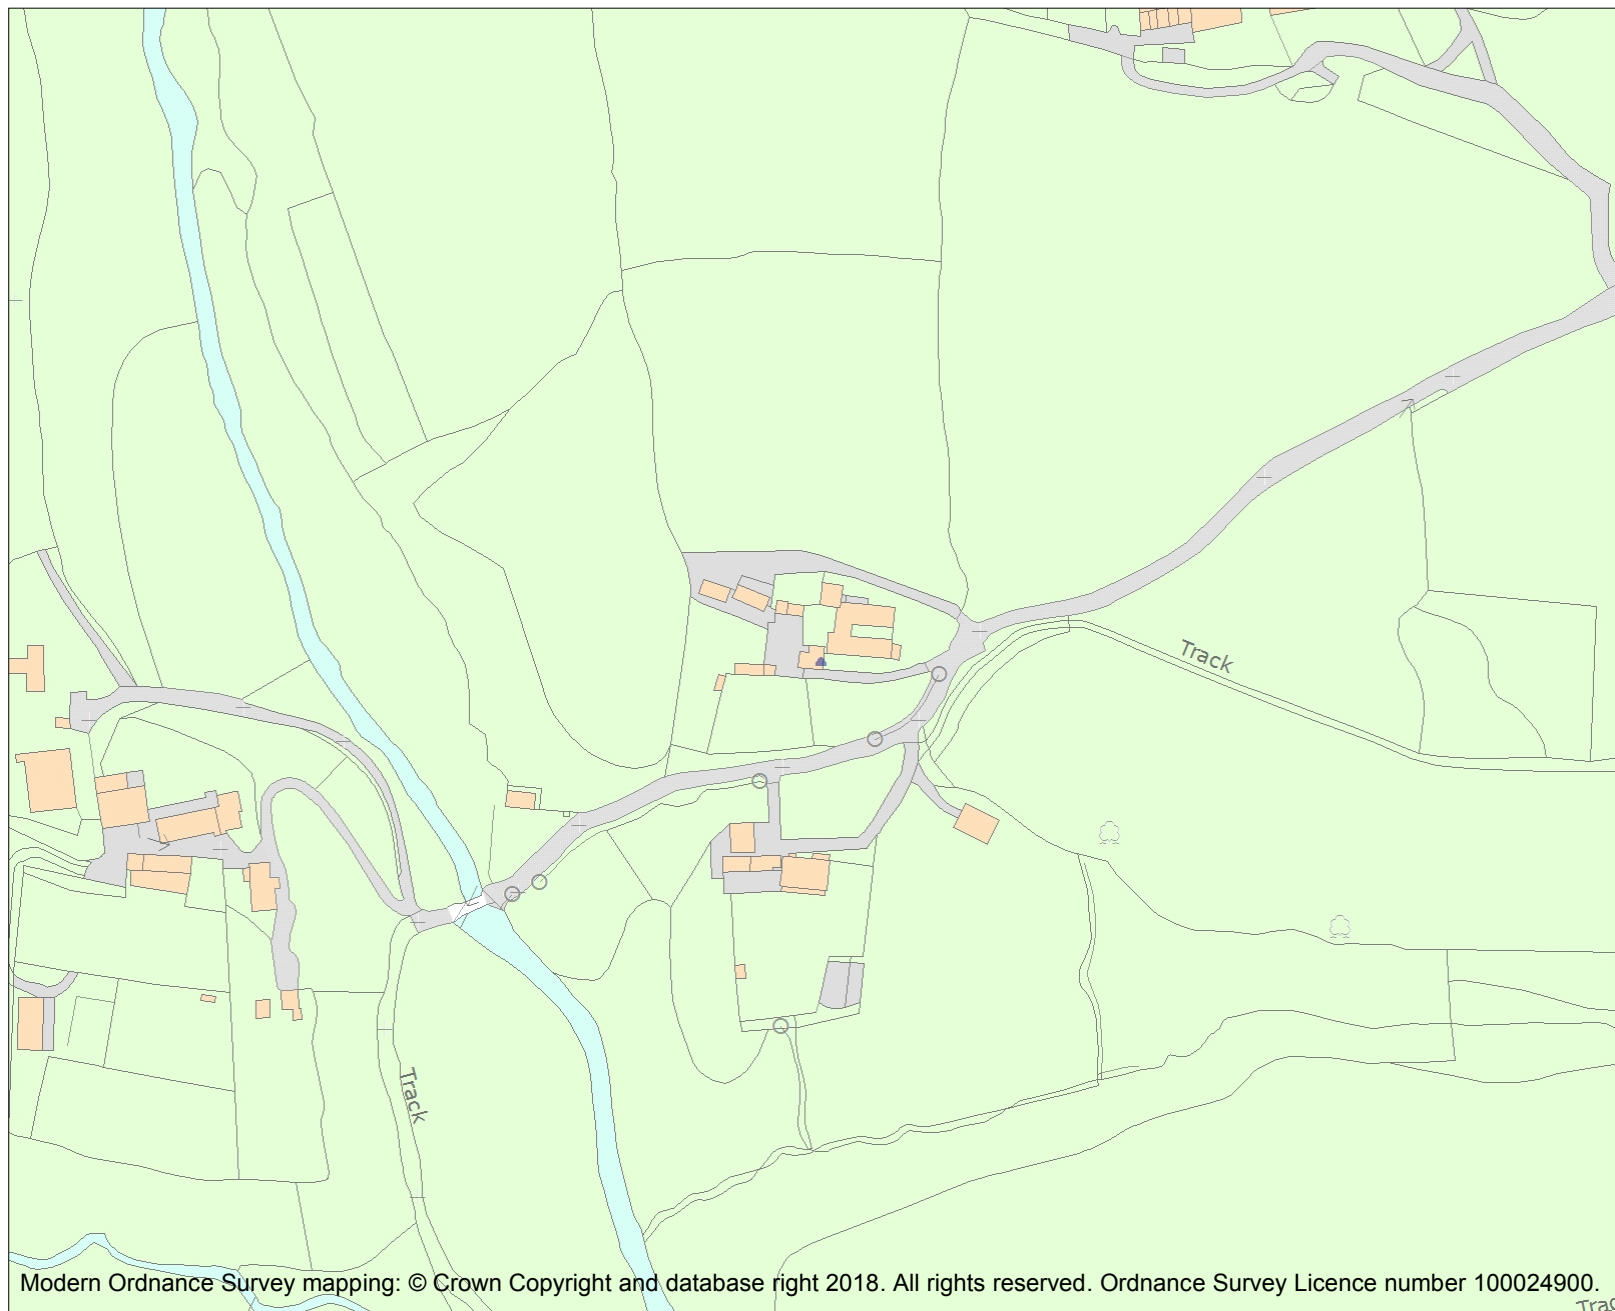 Track
Track
Modern Ordnance Survey mapping: © Crown Copyright and database right 2018. All rights reserved. Ordnance Survey Licence number 100024900.